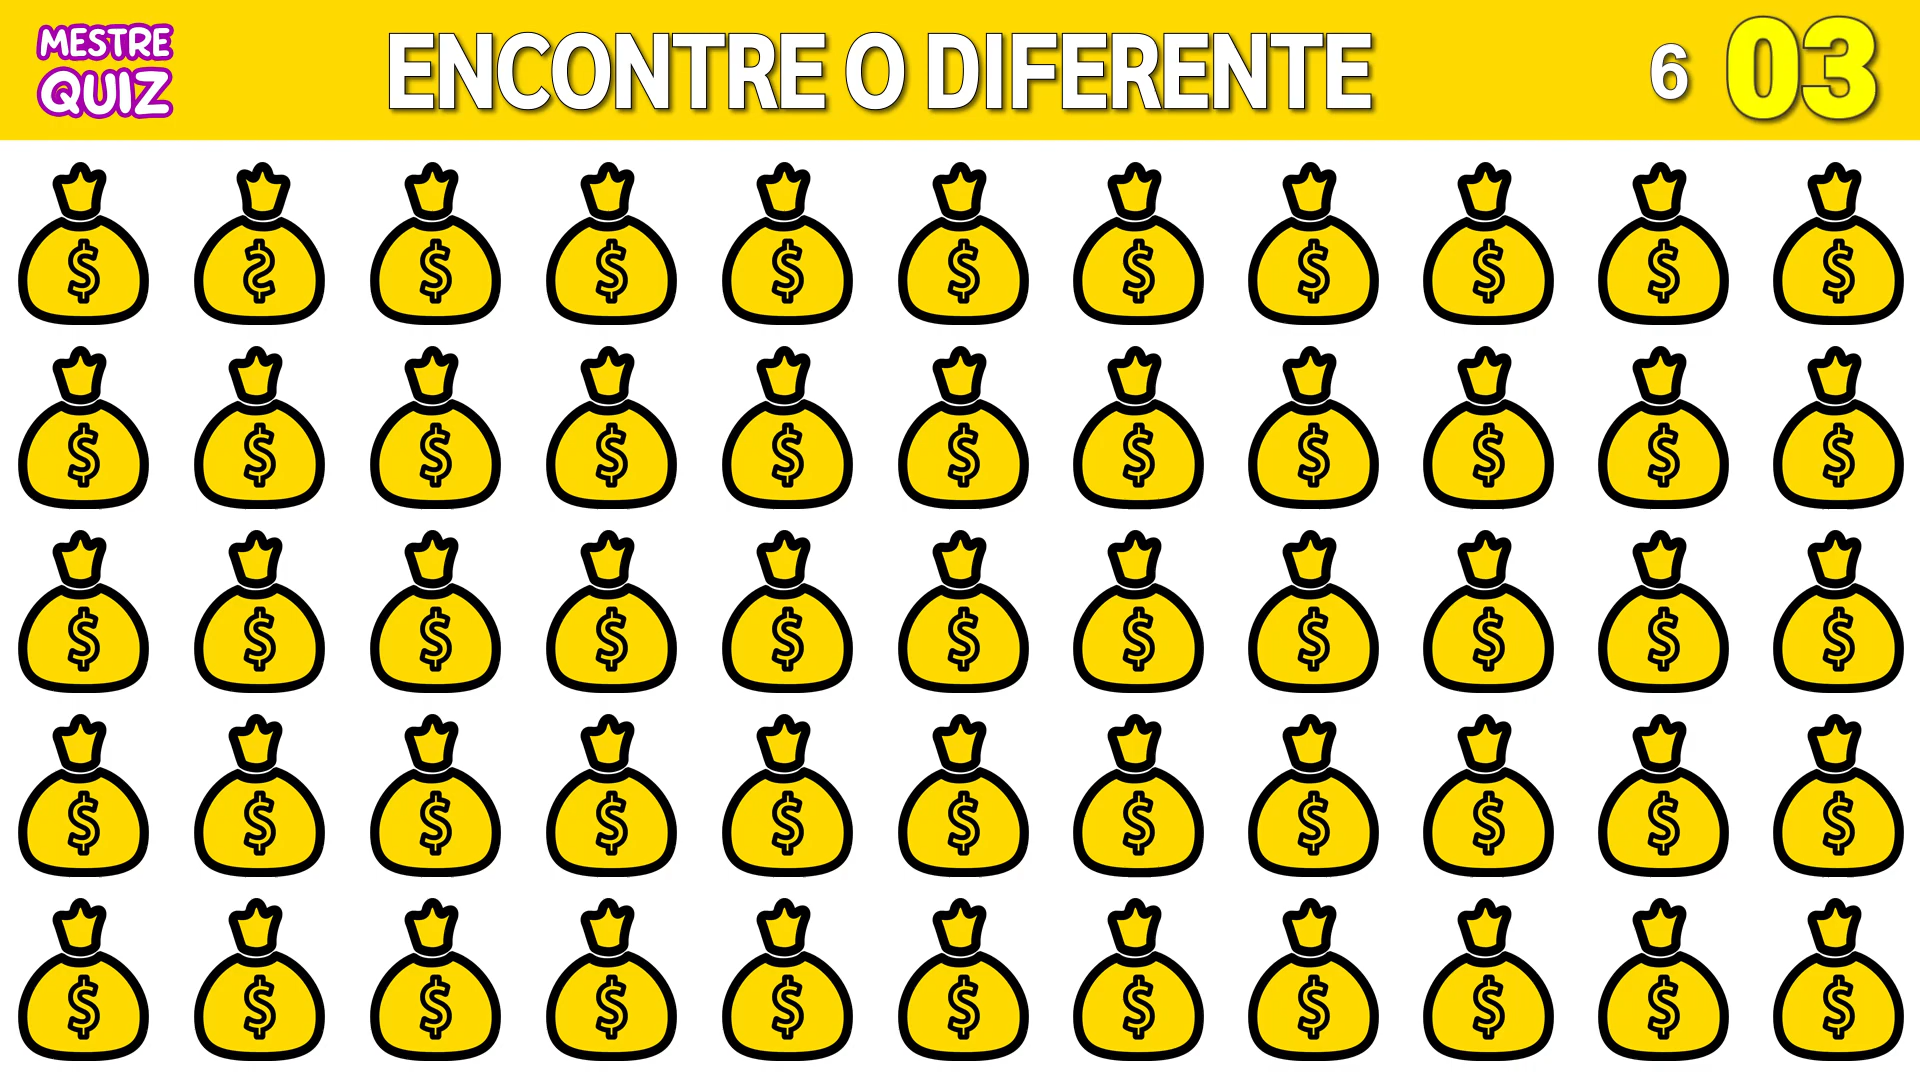 MESTRE
QUIZ
ENCONTRE O DIFERENTE
6 03
$ Ƨ $ $ $ $ $ $ $ $ $
$ $ $ $ $ $ $ $ $ $ $
$ $ $ $ $ $ $ $ $ $ $
$ $ $ $ $ $ $ $ $ $ $
$ $ $ $ $ $ $ $ $ $ $